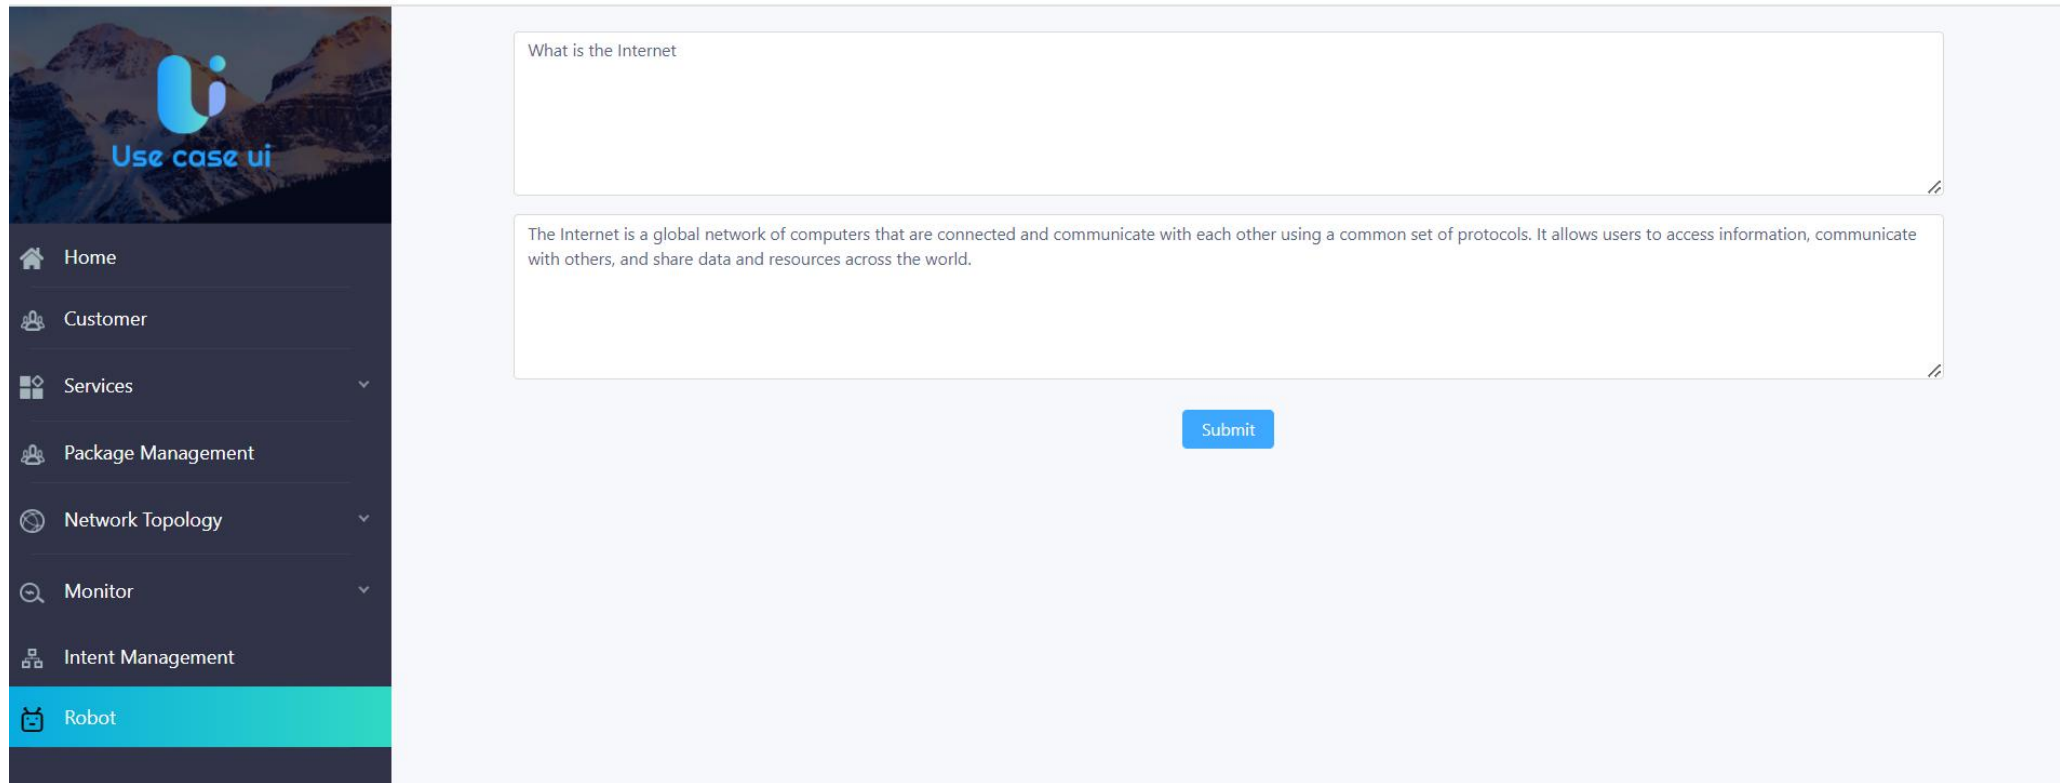 Use case ui
Home
Customer
Services
Package Management
Network Topology
Monitor
Intent Management
Robot
What is the Internet
The Internet is a global network of computers that are connected and communicate with each other using a common set of protocols. It allows users to access information, communicate
with others, and share data and resources across the world.
Submit